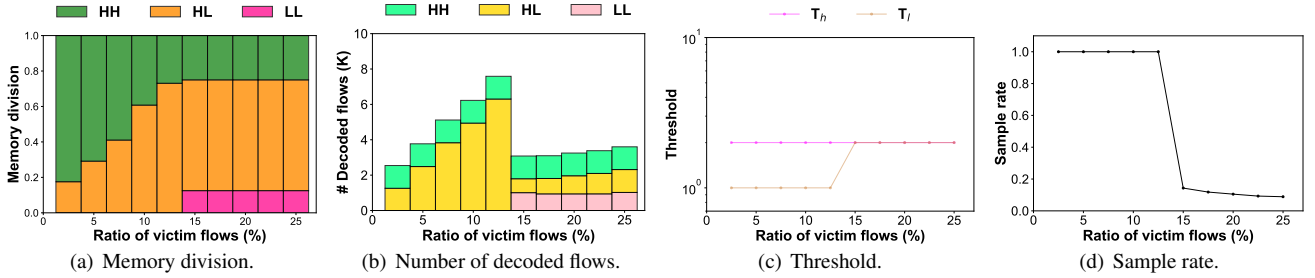 HH HL LL
Memory division
1.0
0.8
0.6
0.4
0.2
0.0
0 5 10 15 20 25
Ratio of victim flows (%)
(a) Memory division.
HH HL LL
# Decoded flows (K)
10
8
6
4
2
0
0 5 10 15 20 25
Ratio of victim flows (%)
(b) Number of decoded flows.
T_h T_l
Threshold
10^1
10^0
0 5 10 15 20 25
Ratio of victim flows (%)
(c) Threshold.
Sample rate
1.0
0.8
0.6
0.4
0.2
0.0
0 5 10 15 20 25
Ratio of victim flows (%)
(d) Sample rate.